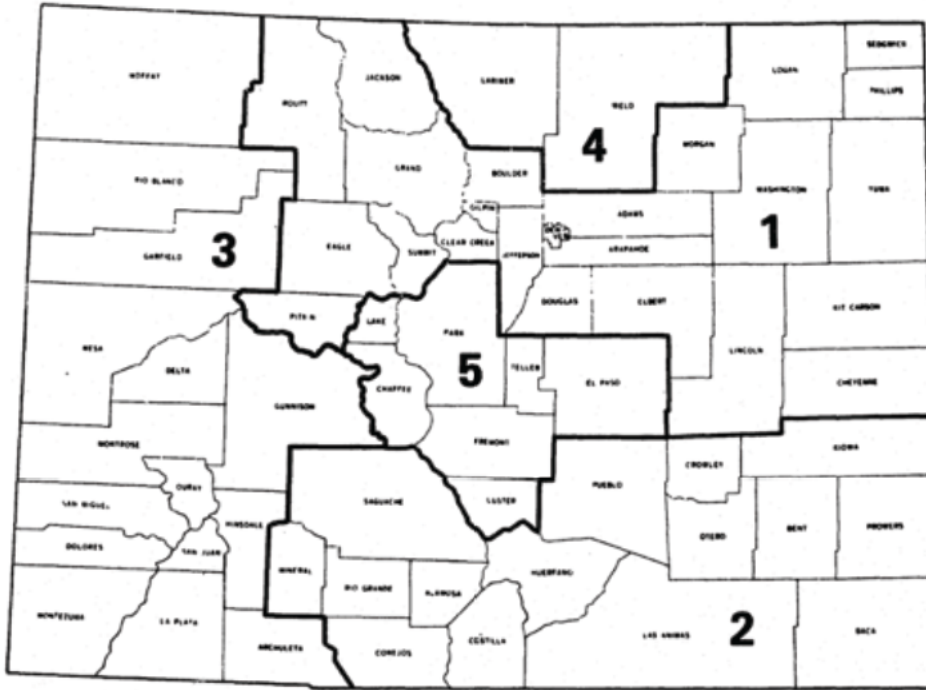 MOFFAT
ROUTT
JACKSON
LARIMER
WELD
LOGAN
SEDGWICK
PHILLIPS
4
MORGAN
RIO BLANCO
GRAND
BOULDER
WASHINGTON
YUMA
GILPIN
ADAMS
1
EAGLE
SUMMIT
CLEAR CREEK
JEFFERSON
ARAPAHOE
GARFIELD
3
DOUGLAS
ELBERT
KIT CARSON
PITKIN
LAKE
PARK
MESA
LINCOLN
DELTA
5
TELLER
EL PASO
CHEYENNE
CHAFFEE
GUNNISON
MONTROSE
FREMONT
KIOWA
CROWLEY
OURAY
PUEBLO
SAGUACHE
CUSTER
SAN MIGUEL
HINSDALE
OTERO
BENT
PROWERS
DOLORES
SAN JUAN
MINERAL
HUERFANO
RIO GRANDE
ALAMOSA
MONTEZUMA
LA PLATA
2
COSTILLA
LAS ANIMAS
BACA
ARCHULETA
CONEJOS